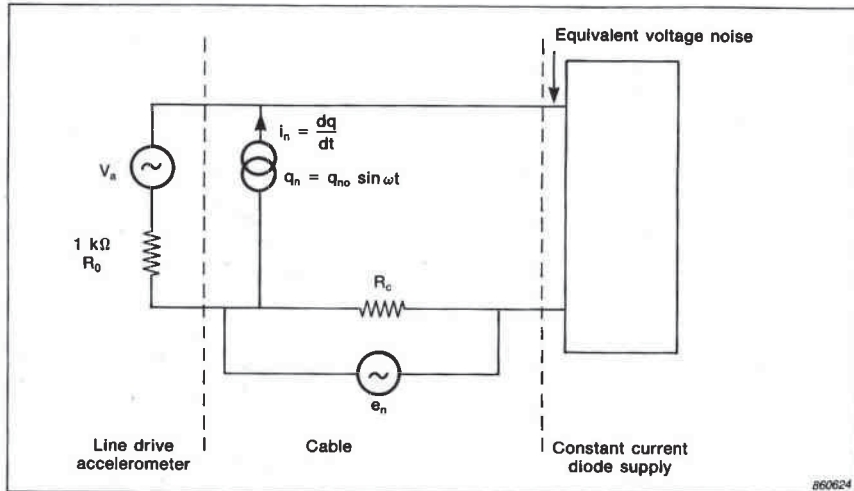 Equivalent voltage noise
i_n = dq/dt
q_n = q_no sin ωt
V_a
1 kΩ
R_0
R_c
e_n
Line drive
accelerometer
Cable
Constant current
diode supply
860624